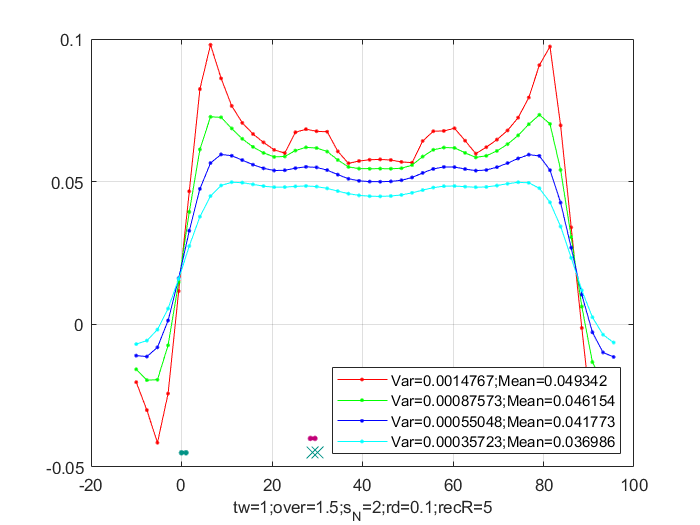 0.1
0.05
0
-0.05
-20
0
20
40
60
80
100
Var=0.0014767;Mean=0.049342
Var=0.00087573;Mean=0.046154
Var=0.00055048;Mean=0.041773
Var=0.00035723;Mean=0.036986
tw=1;over=1.5;s_N=2;rd=0.1;recR=5